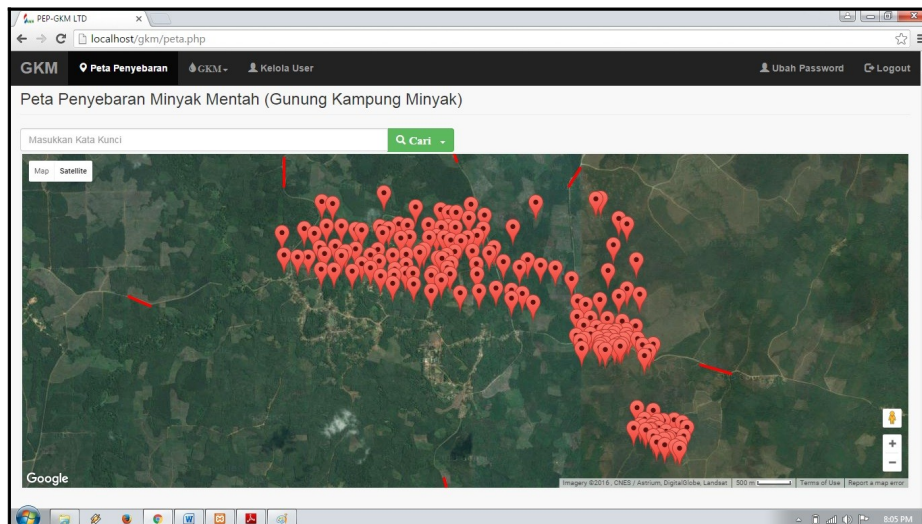 PEP-GKM LTD
localhost/gkm/peta.php
GKM Peta Penyebaran GKM Kelola User Ubah Password Logout
Peta Penyebaran Minyak Mentah (Gunung Kampung Minyak)
Masukkan Kata Kunci Cari
Map Satellite
Google
Imagery ©2016 , CNES / Astrium, DigitalGlobe, Landsat 500 m Terms of Use Report a map error
8:05 PM